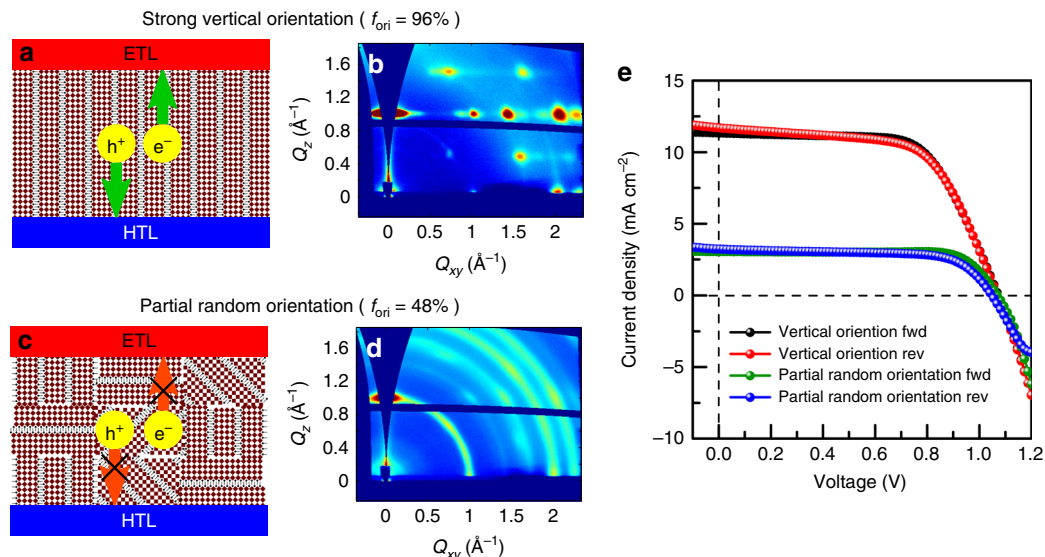 Strong vertical orientation ( fori = 96%)
a
ETL
h+
e−
HTL
b
1.6
1.2
0.8
0.4
0
Qz (Å−1)
0
0.5
1
1.5
2
Qxy (Å−1)
Partial random orientation ( fori = 48%)
c
ETL
h+
e−
HTL
d
1.6
1.2
0.8
0.4
0
Qz (Å−1)
0
0.5
1
1.5
2
Qxy (Å−1)
e
15
10
5
0
−5
−10
Current density (mA cm−2)
Vertical oriention fwd
Vertical oriention rev
Partial random orientation fwd
Partial random orientation rev
0.0
0.2
0.4
0.6
0.8
1.0
1.2
Voltage (V)